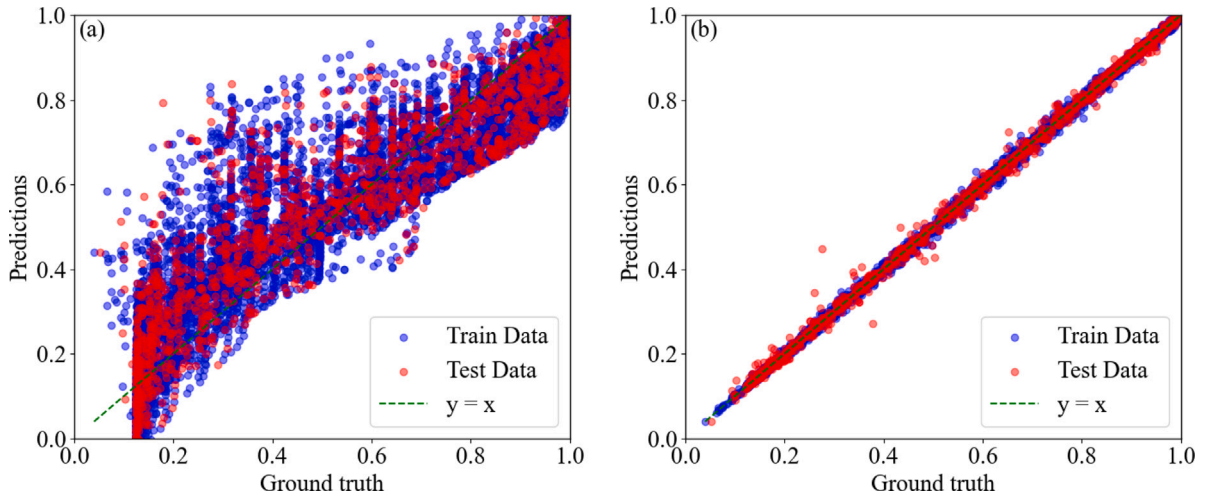 (a)
1.0
0.8
0.6
0.4
0.2
0.0
Predictions
Train Data
Test Data
y = x
0.0 0.2 0.4 0.6 0.8 1.0
Ground truth
(b)
1.0
0.8
0.6
0.4
0.2
0.0
Predictions
Train Data
Test Data
y = x
0.0 0.2 0.4 0.6 0.8 1.0
Ground truth